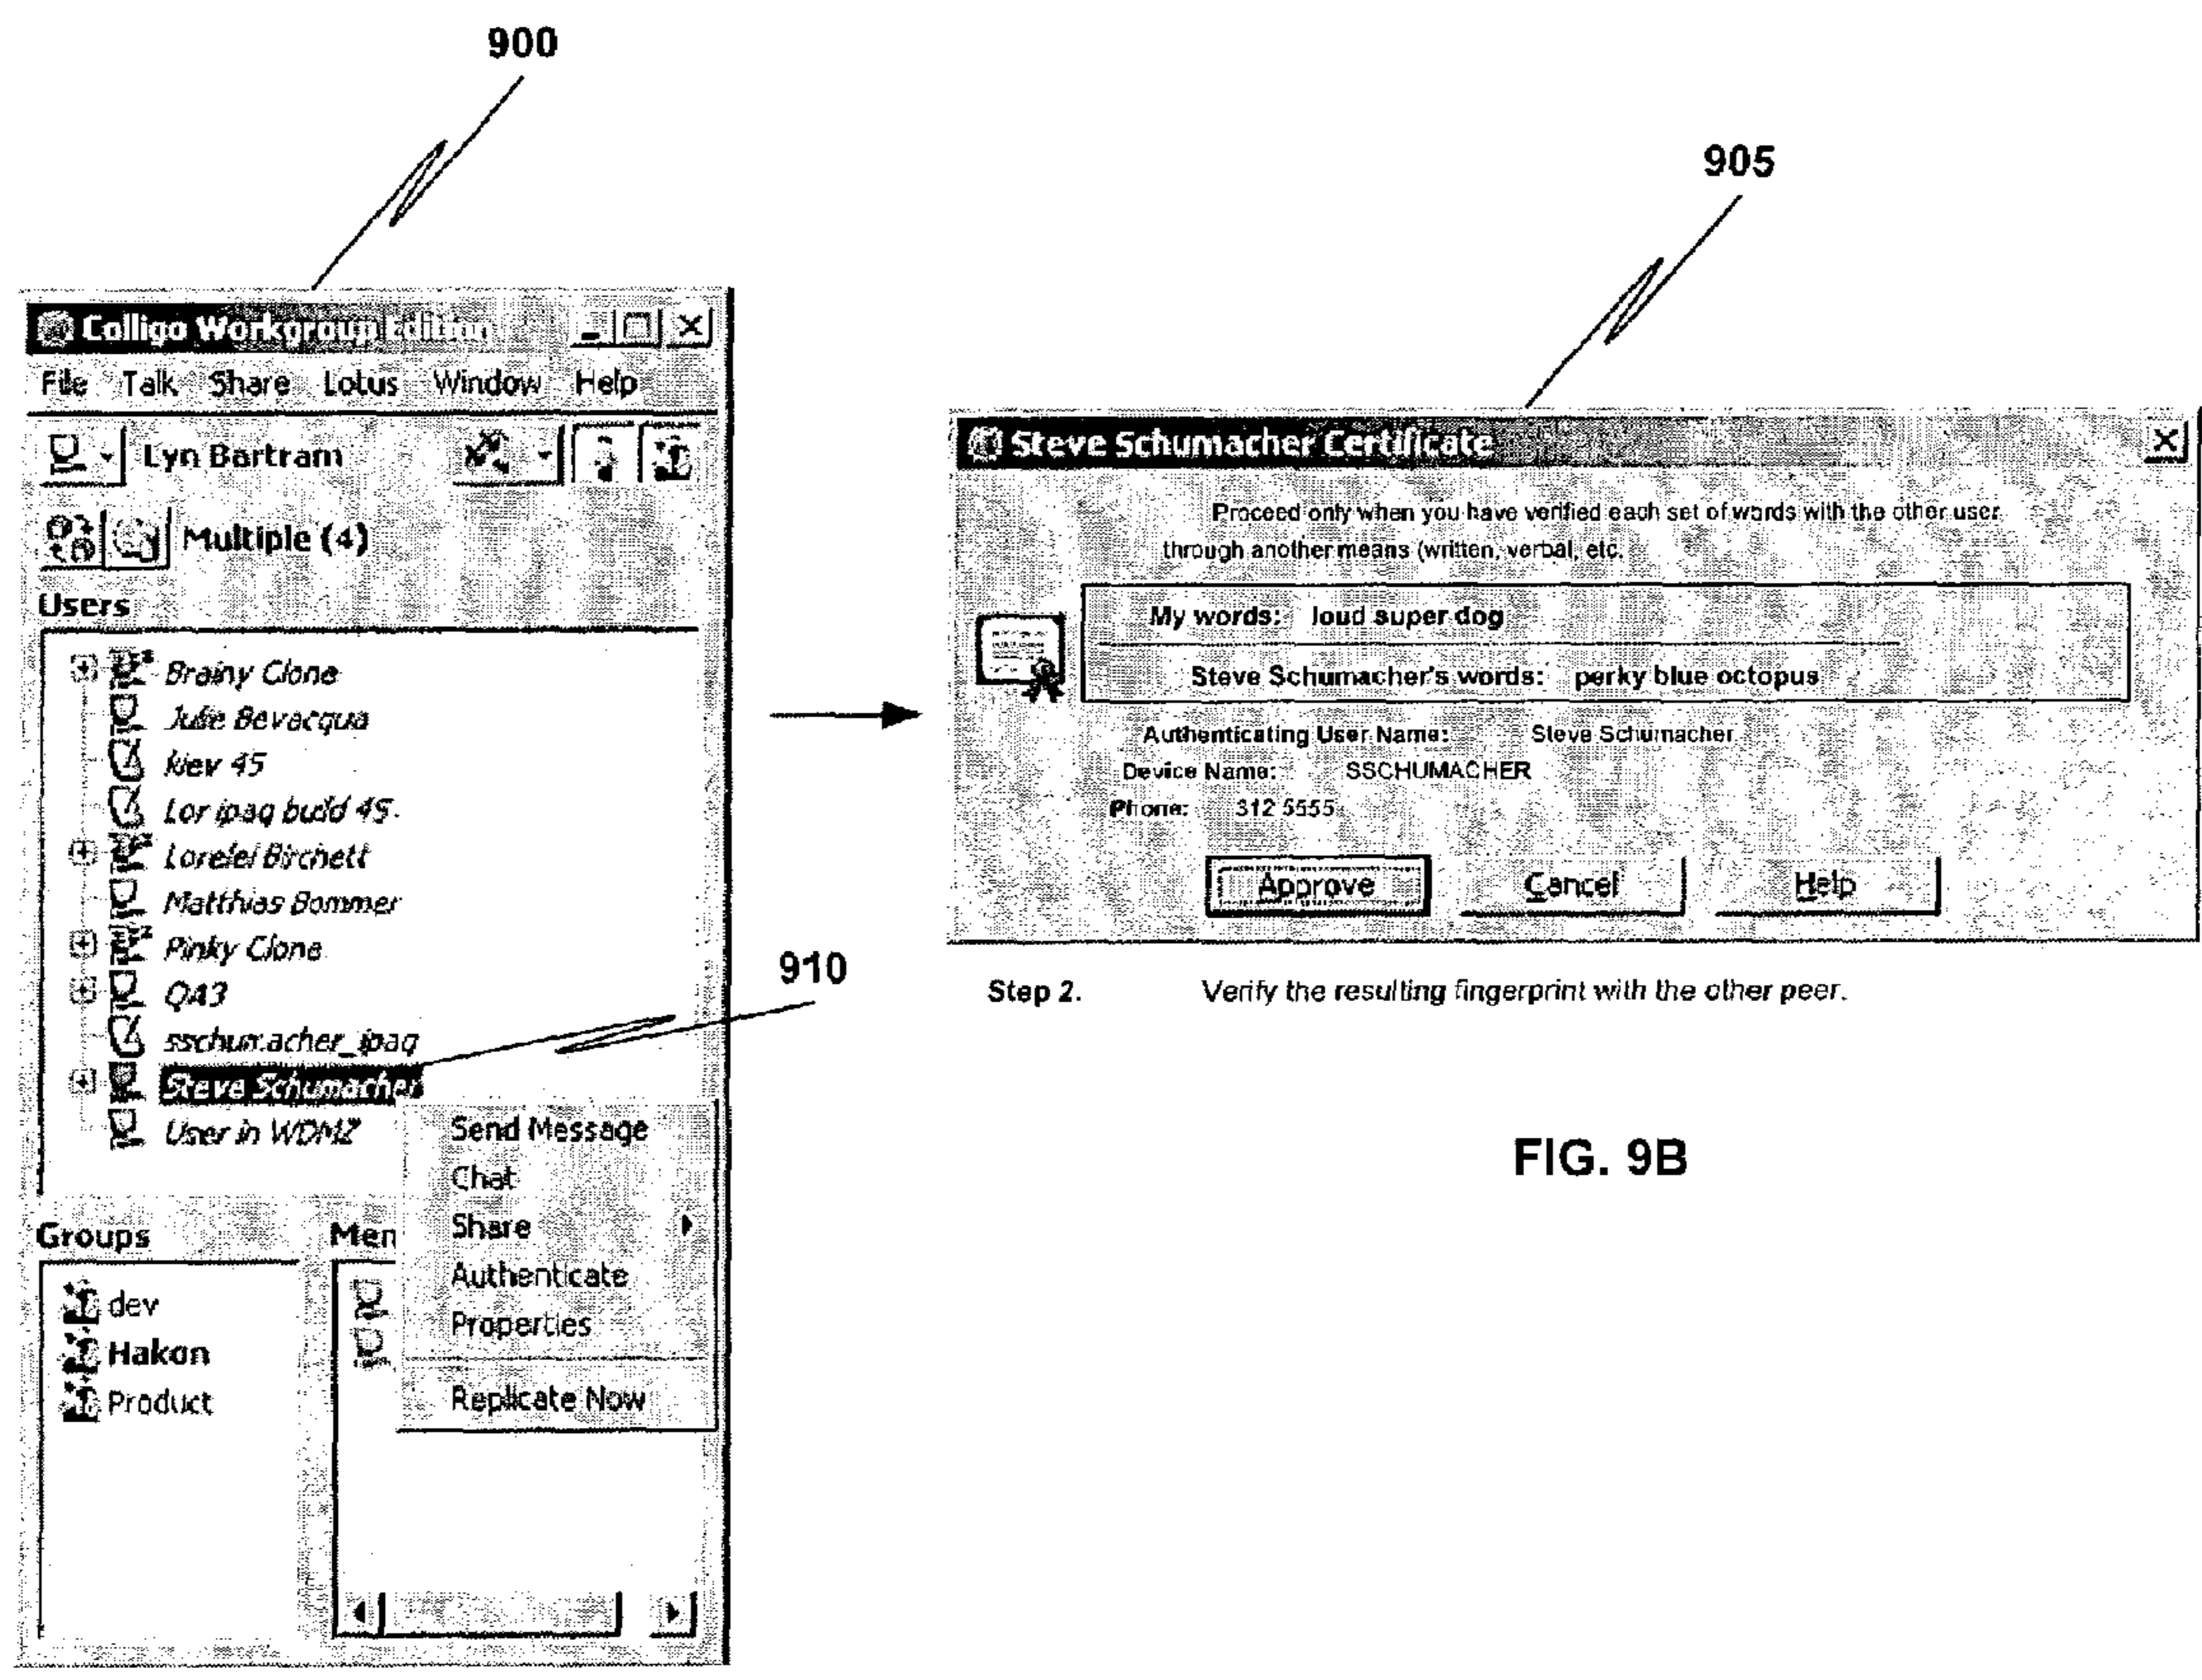 900
905
Colligo Workgroup Edition
File Talk Share Lotus Window Help
Lyn Bartram
Multiple (4)
Users
Brainy Clone
Julie Bevacqua
kiev 45
Lor ipaq build 45
Lorelei Birchett
Matthias Bommer
Pinky Clone
QA3
sschumacher_ipaq
Steve Schumacher
User in WDMZ
910
Send Message
Chat
Share
Authenticate
Properties
Replicate Now
Groups
Mem
dev
Hakon
Product
Steve Schumacher Certificate
Proceed only when you have verified each set of words with the other user
through another means (written, verbal, etc.
My words: loud super dog
Steve Schumacher's words: perky blue octopus
Authenticating User Name: Steve Schumacher
Device Name: SSCHUMACHER
Phone: 312 5555
Approve Cancel Help
Step 2. Verify the resulting fingerprint with the other peer.
FIG. 9B